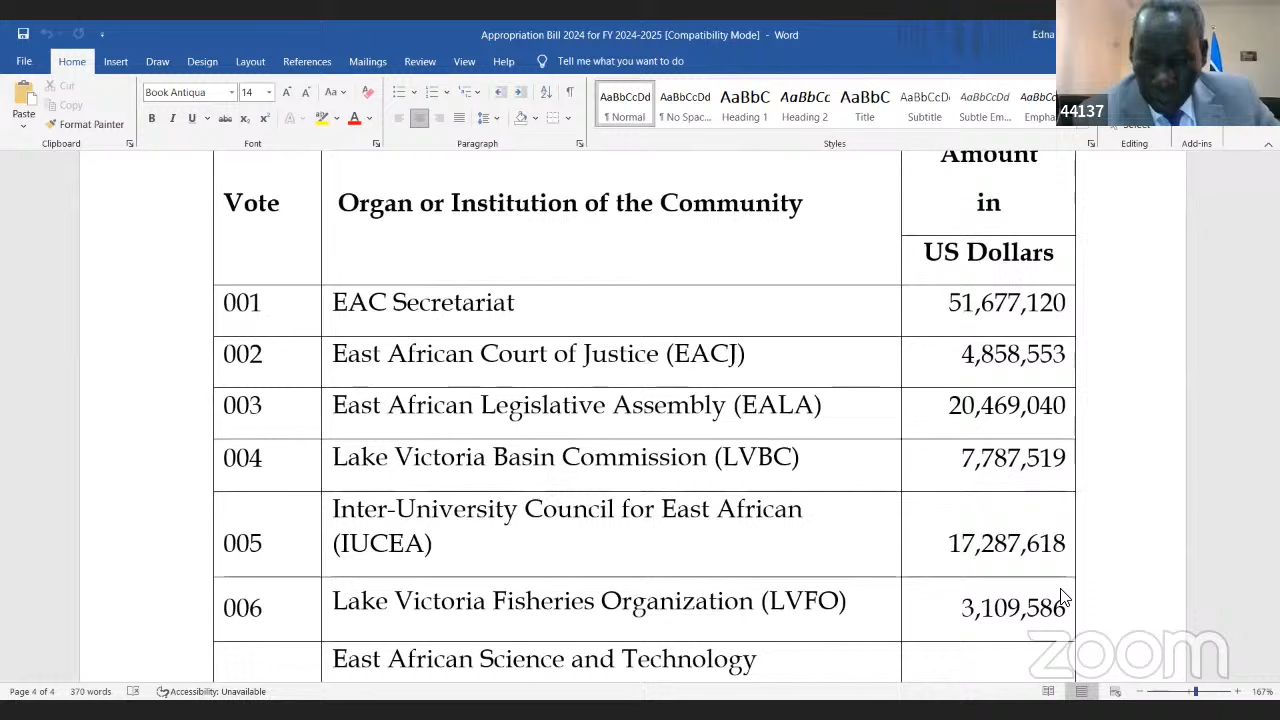 Appropriation Bill 2024 for FY 2024-2025 [Compatibility Mode] - Word
Edna
File Home Insert Draw Design Layout References Mailings Review View Help Tell me what you want to do
Paste
Cut
Copy
Format Painter
Book Antiqua 14
AaBbCcDd AaBbCcDd AaBbC AaBbCc AaBbC AaBbCcD AaBbCcDd AaBbCcDd
¶ Normal ¶ No Spac... Heading 1 Heading 2 Title Subtitle Subtle Em... Empha
Select
Clipboard Font Paragraph Styles Editing Add-ins
44137
Vote Organ or Institution of the Community Amount
in
US Dollars
001 EAC Secretariat 51,677,120
002 East African Court of Justice (EACJ) 4,858,553
003 East African Legislative Assembly (EALA) 20,469,040
004 Lake Victoria Basin Commission (LVBC) 7,787,519
005 Inter-University Council for East African
(IUCEA) 17,287,618
006 Lake Victoria Fisheries Organization (LVFO) 3,109,586
East African Science and Technology
zoom
Page 4 of 4 370 words Accessibility: Unavailable 167%